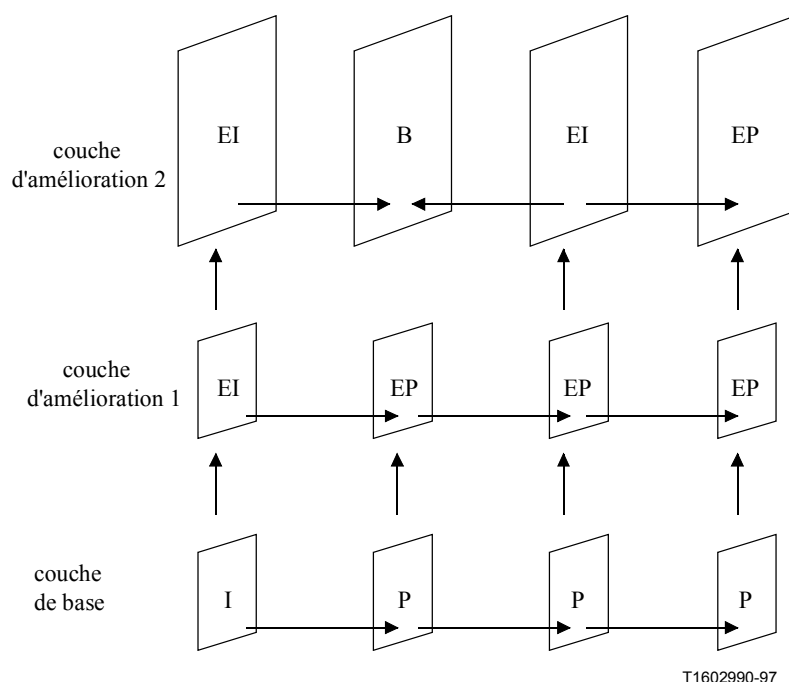 EI B EI EP
couche
d'amélioration 2
couche
d'amélioration 1
EI EP EP EP
couche
de base
I P P P
T1602990-97